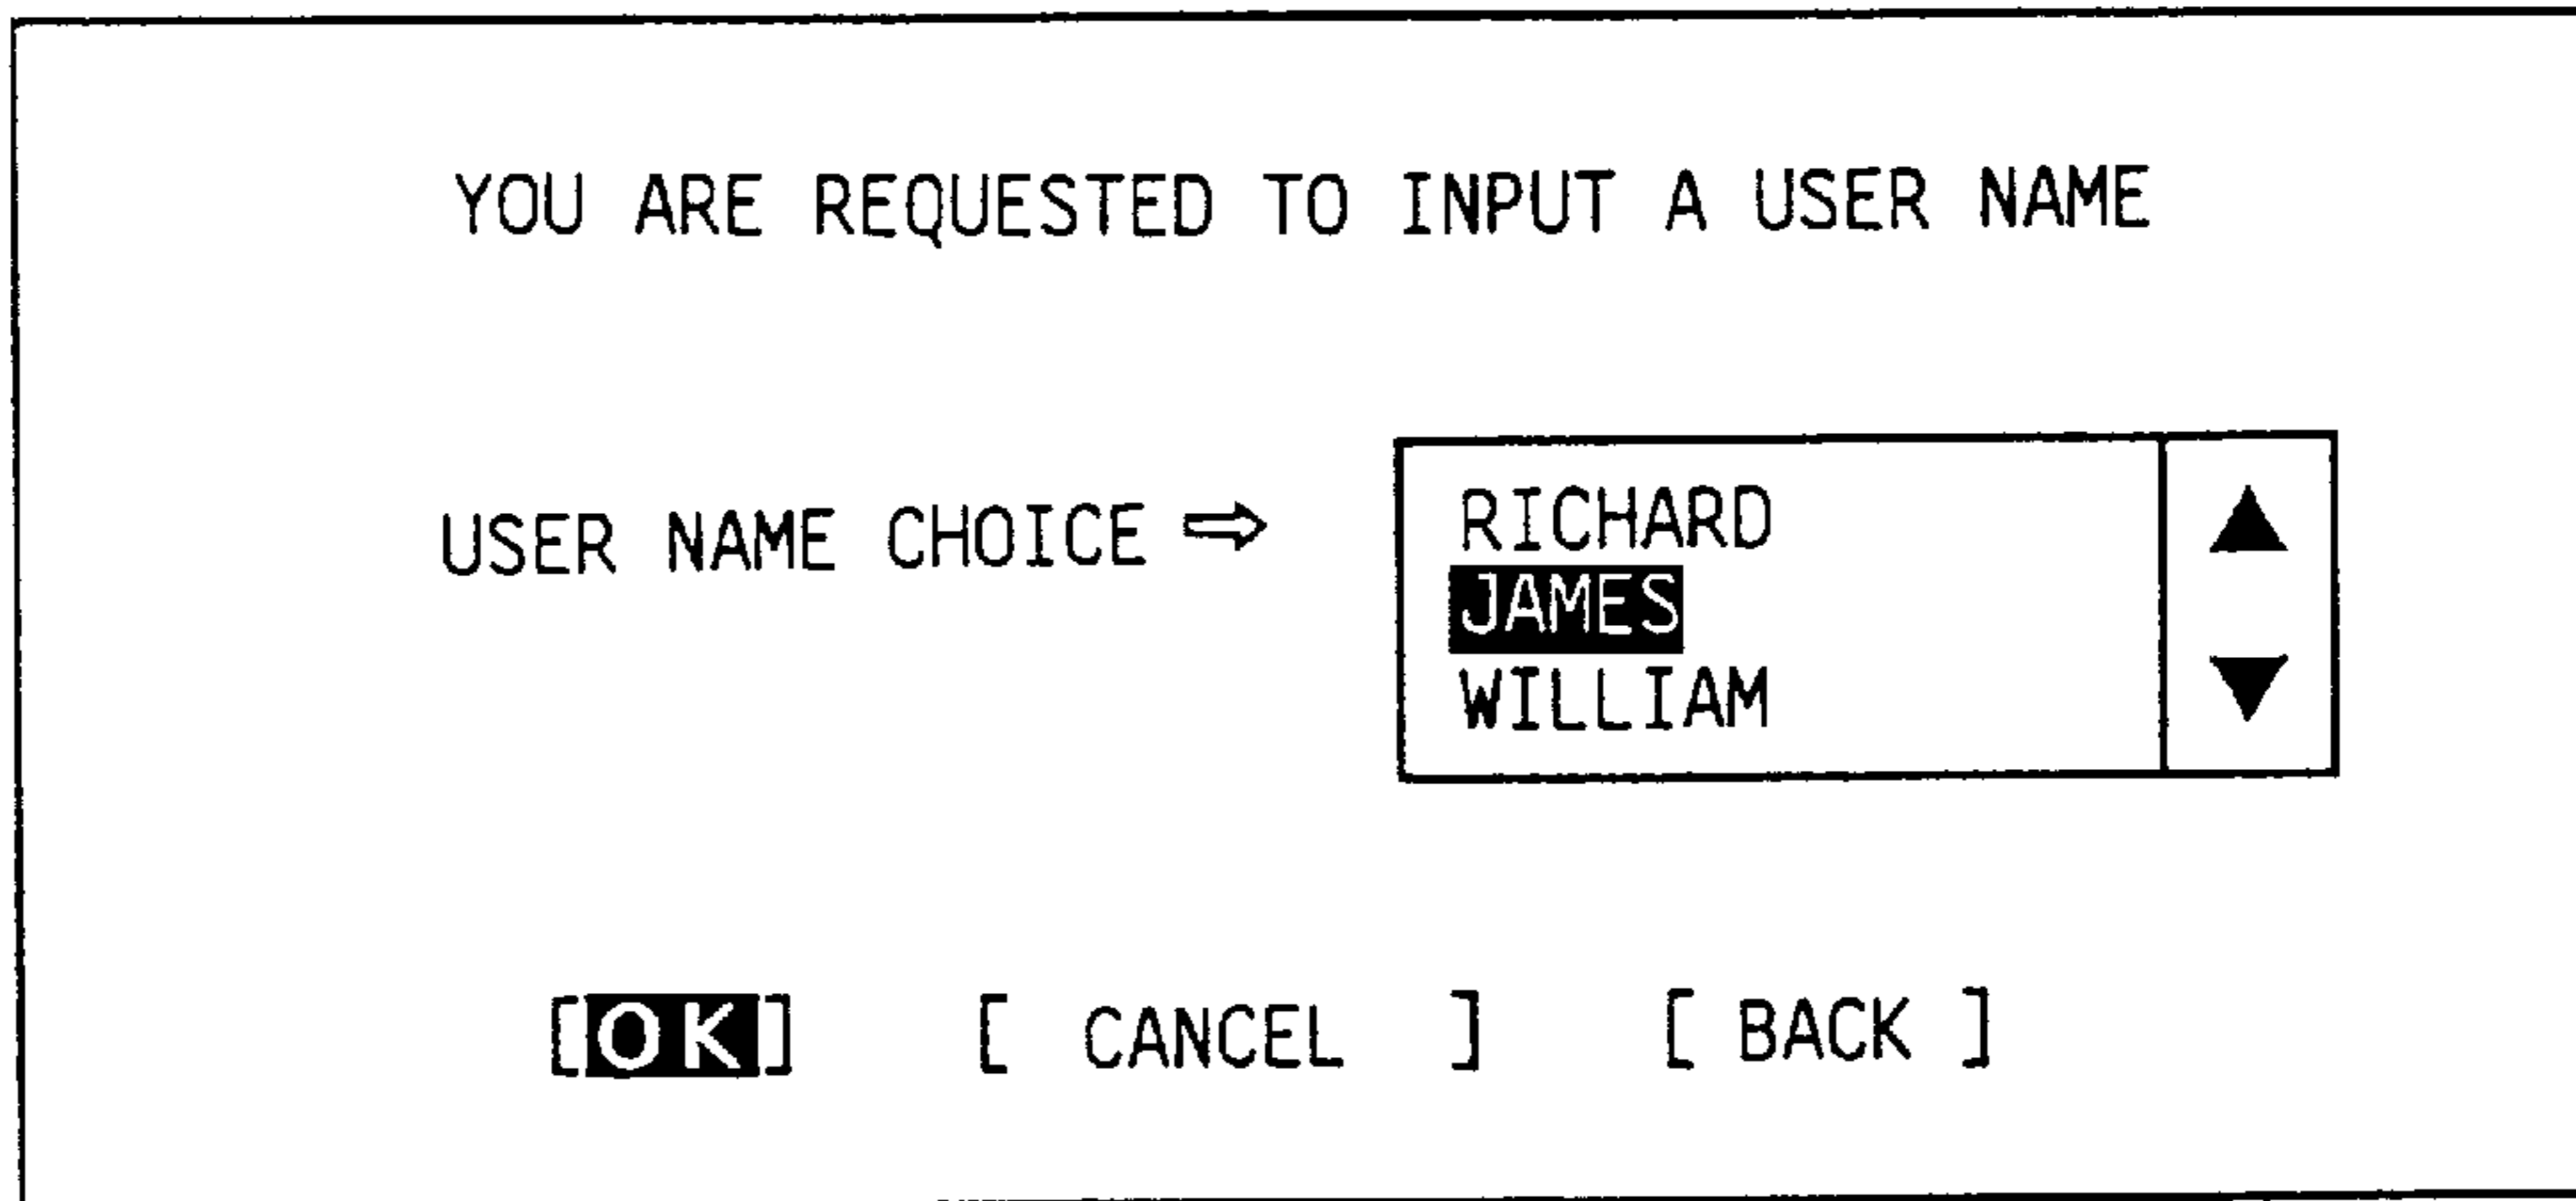 YOU ARE REQUESTED TO INPUT A USER NAME
USER NAME CHOICE ⇨
RICHARD
JAMES
WILLIAM
[OK] [ CANCEL ] [ BACK ]